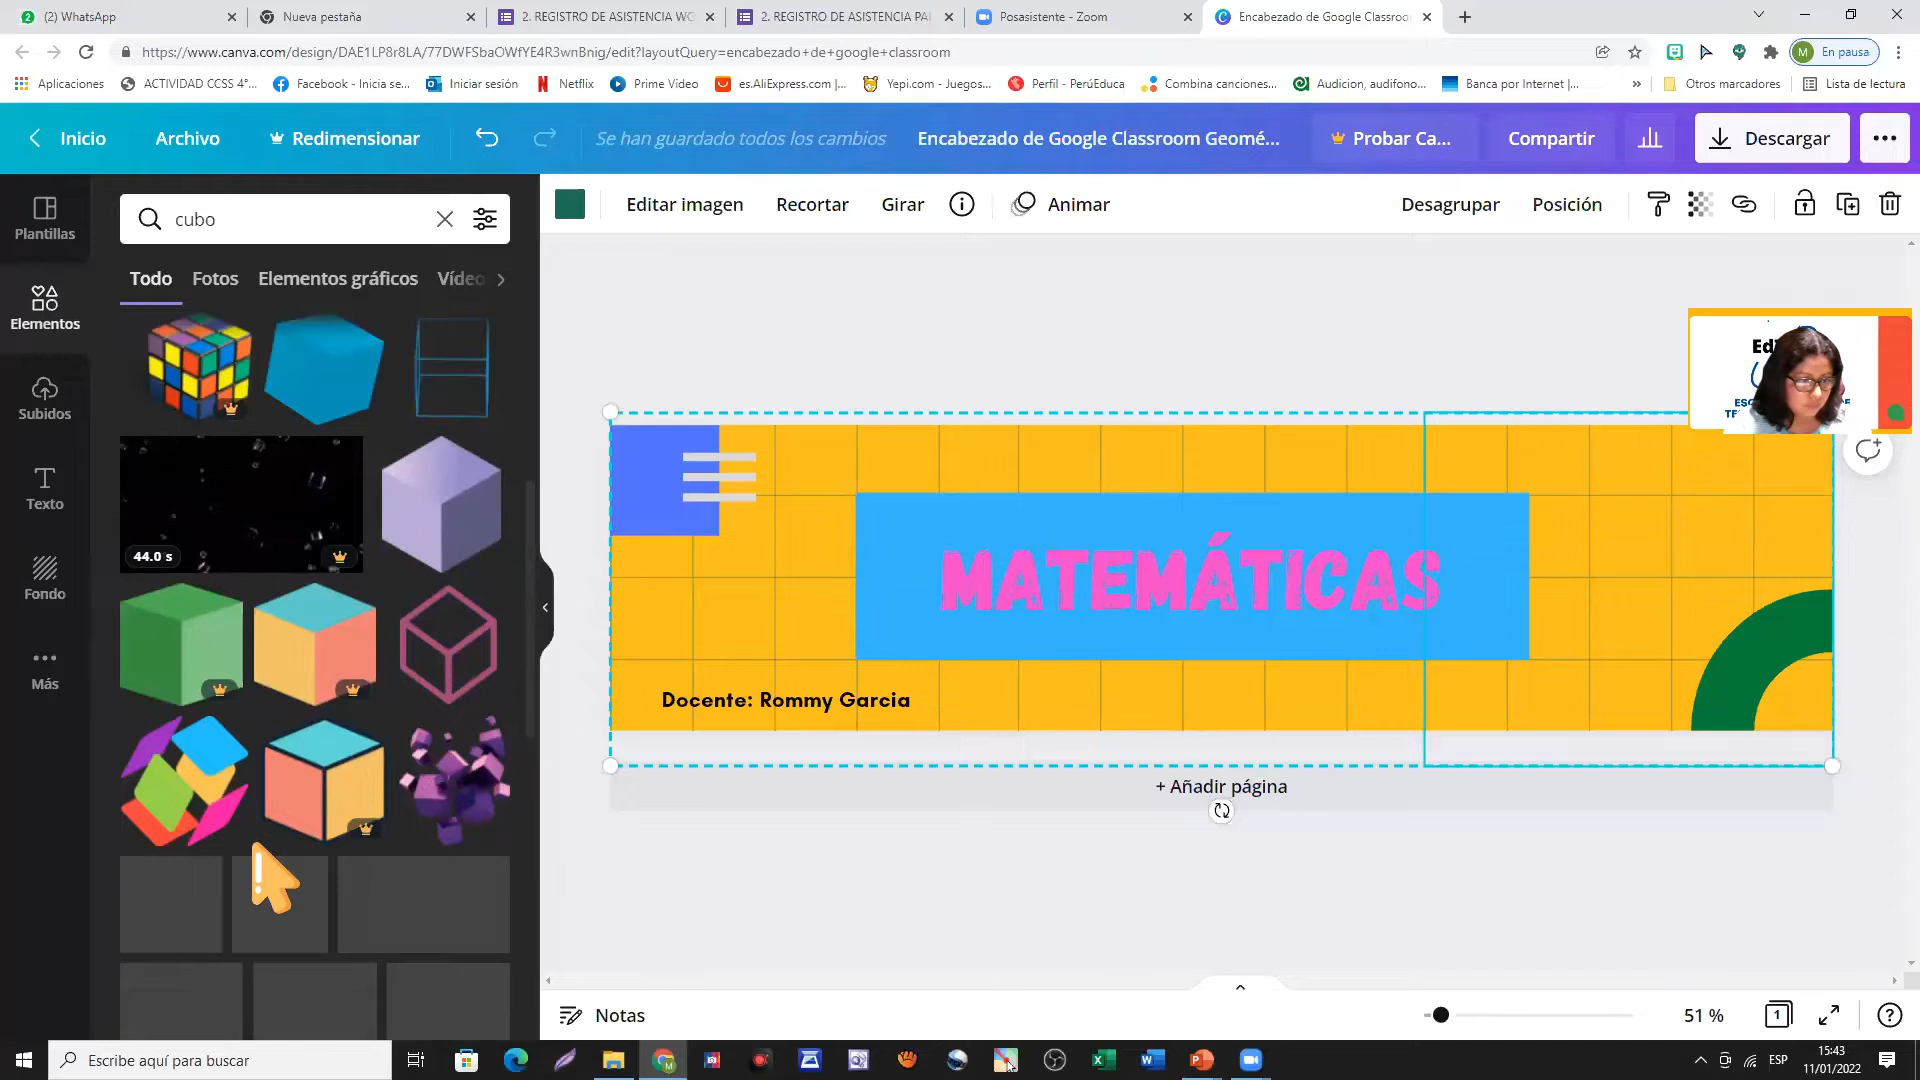 (2) WhatsApp
Nueva pestaña
2. REGISTRO DE ASISTENCIA WG
2. REGISTRO DE ASISTENCIA PAI
Posasistente - Zoom
Encabezado de Google Classroo
https://www.canva.com/design/DAE1LP8r8LA/77DWFSbaOWfYE4R3wnBnig/edit?layoutQuery=encabezado+de+google+classroom
M En pausa
Aplicaciones
ACTIVIDAD CCSS 4°...
Facebook - Inicia se...
Iniciar sesión
Netflix
Prime Video
es.AliExpress.com |...
Yepi.com - Juegos...
Perfil - PerúEduca
Combina canciones...
Audicion, audifono...
Banca por Internet |...
Otros marcadores
Lista de lectura
Inicio
Archivo
Redimensionar
Se han guardado todos los cambios
Encabezado de Google Classroom Geomé...
Probar Ca...
Compartir
Descargar
Plantillas
Elementos
Subidos
Texto
Fondo
Más
cubo
Todo
Fotos
Elementos gráficos
Vídeo
44.0 s
Editar imagen
Recortar
Girar
Animar
Desagrupar
Posición
MATEMÁTICAS
Docente: Rommy Garcia
+ Añadir página
Notas
51 %
1
Escribe aquí para buscar
ESP
15:43
11/01/2022